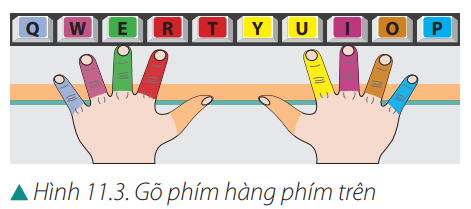 Q W E R T Y U I O P
▲ Hình 11.3. Gõ phím hàng phím trên